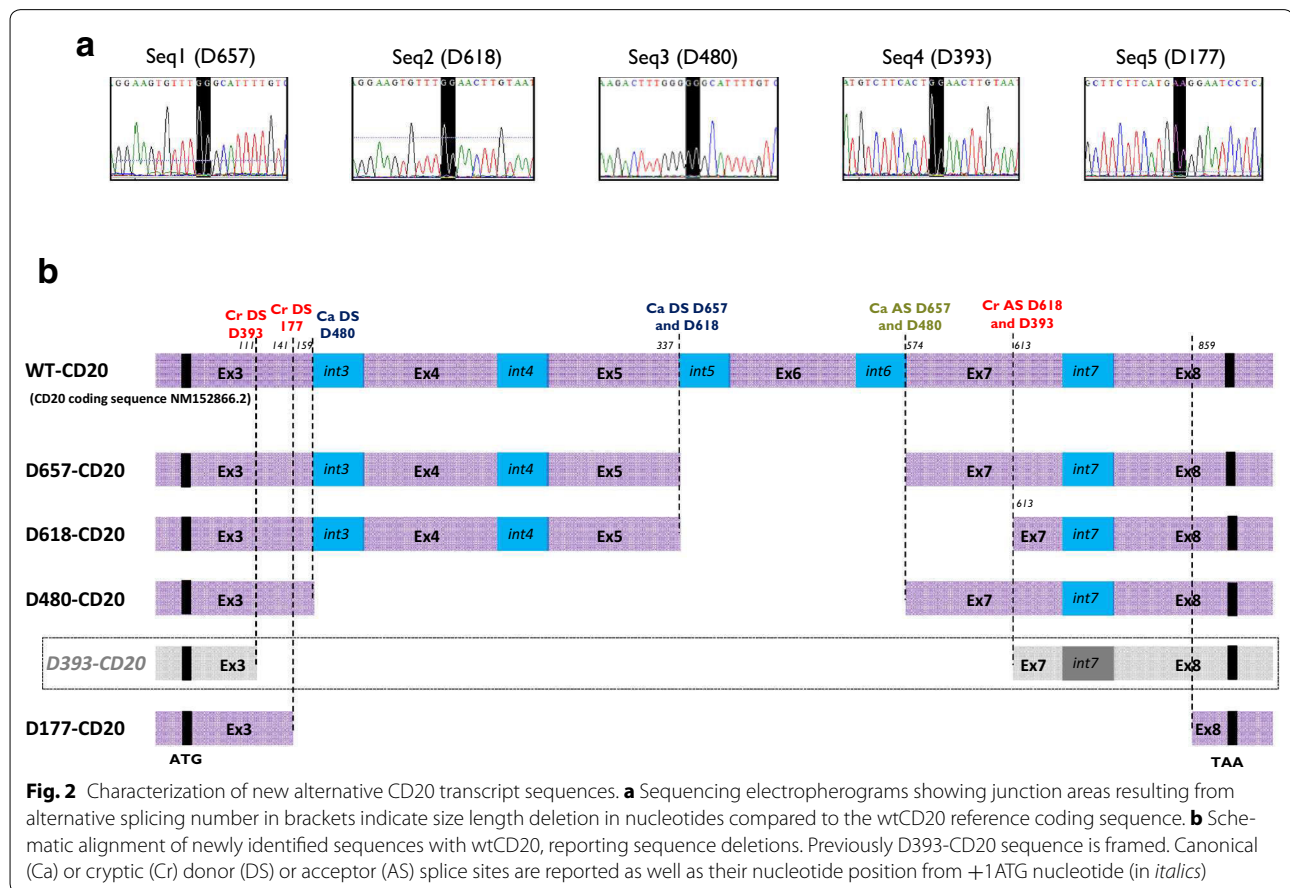 a
Seq1 (D657)
Seq2 (D618)
Seq3 (D480)
Seq4 (D393)
Seq5 (D177)
GGAAGTGTTTGGGCATTTTGTC
AGGAAGTGTTTGGAACTTGTAAT
AAGACTTTGGGGGGCATTTTGTC
ATGTCTTCACTGGAACTTGTAAT
GCTTCTTCATGAAGGAATCCTCA
b
Cr DS D393
Cr DS 177
Ca DS D480
Ca DS D657 and D618
Ca AS D657 and D480
Cr AS D618 and D393
111 141 159 337 574 613 859
WT-CD20 Ex3 int3 Ex4 int4 Ex5 int5 Ex6 int6 Ex7 int7 Ex8
(CD20 coding sequence NM152866.2)
D657-CD20 Ex3 int3 Ex4 int4 Ex5 Ex7 int7 Ex8
613
D618-CD20 Ex3 int3 Ex4 int4 Ex5 Ex7 int7 Ex8
D480-CD20 Ex3 Ex7 int7 Ex8
D393-CD20 Ex3 Ex7 int7 Ex8
D177-CD20 Ex3 Ex8
ATG TAA
Fig. 2 Characterization of new alternative CD20 transcript sequences. a Sequencing electropherograms showing junction areas resulting from
alternative splicing number in brackets indicate size length deletion in nucleotides compared to the wtCD20 reference coding sequence. b Sche-
matic alignment of newly identified sequences with wtCD20, reporting sequence deletions. Previously D393-CD20 sequence is framed. Canonical
(Ca) or cryptic (Cr) donor (DS) or acceptor (AS) splice sites are reported as well as their nucleotide position from +1ATG nucleotide (in italics)